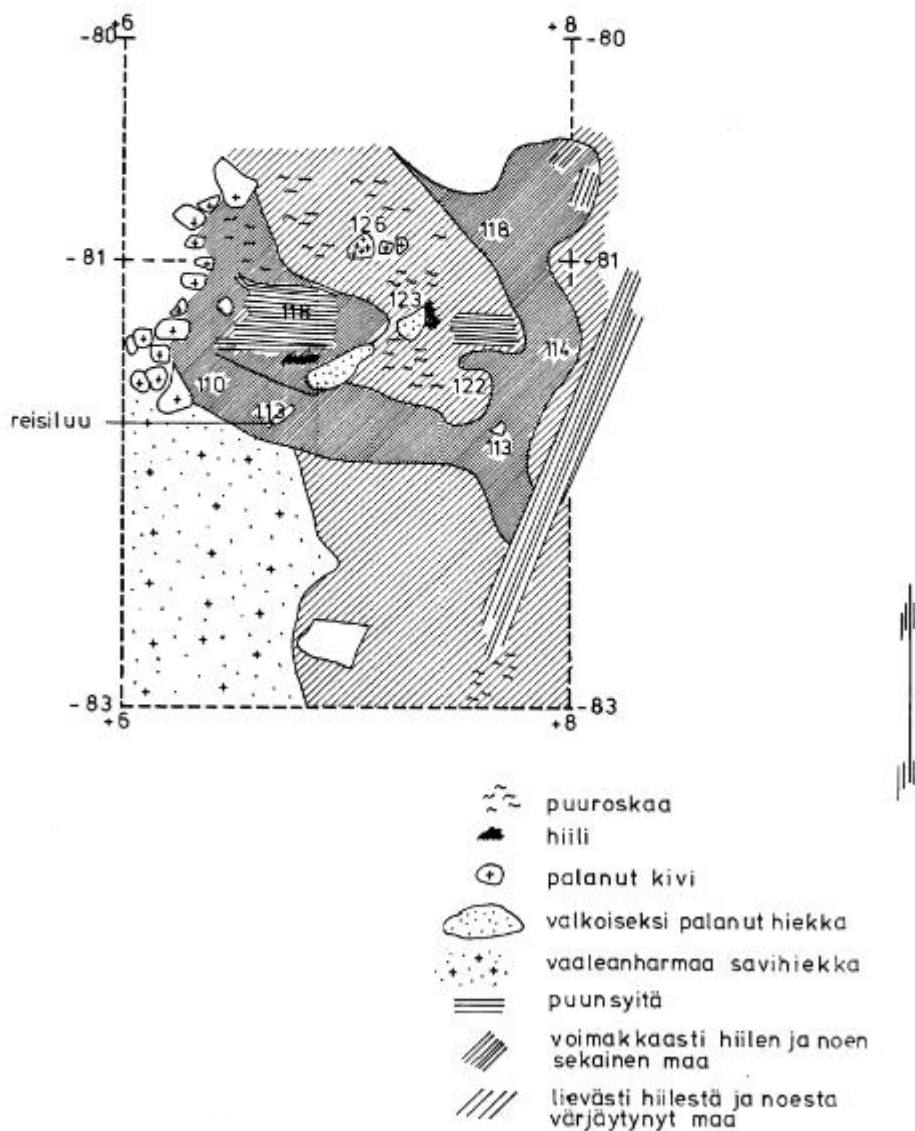 +6
+8
-80
-80
126
118
-81
-81
123
118
114
110
122
113
reisiluu
113
-83
-83
+6
+8
puuroskaa
hiili
palanut kivi
valkoiseksi palanut hiekka
vaaleanharmaa savihiekka
puunsyitä
voimakkaasti hiilen ja noen
sekainen maa
lievästi hiilestä ja noesta
värjäytynyt maa